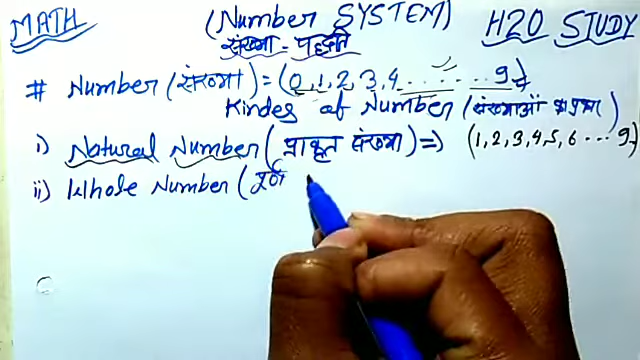 MATH (Number SYSTEM) H2O STUDY
संख्या - पद्धति
# Number (संख्या) = (0, 1, 2, 3, 4 ....... 9)
Kindes of Number (संख्याओं के प्रकार)
i) Natural Number (प्राकृत संख्या) => (1, 2, 3, 4, 5, 6 ... 9)
ii) Whole Number (पूर्ण